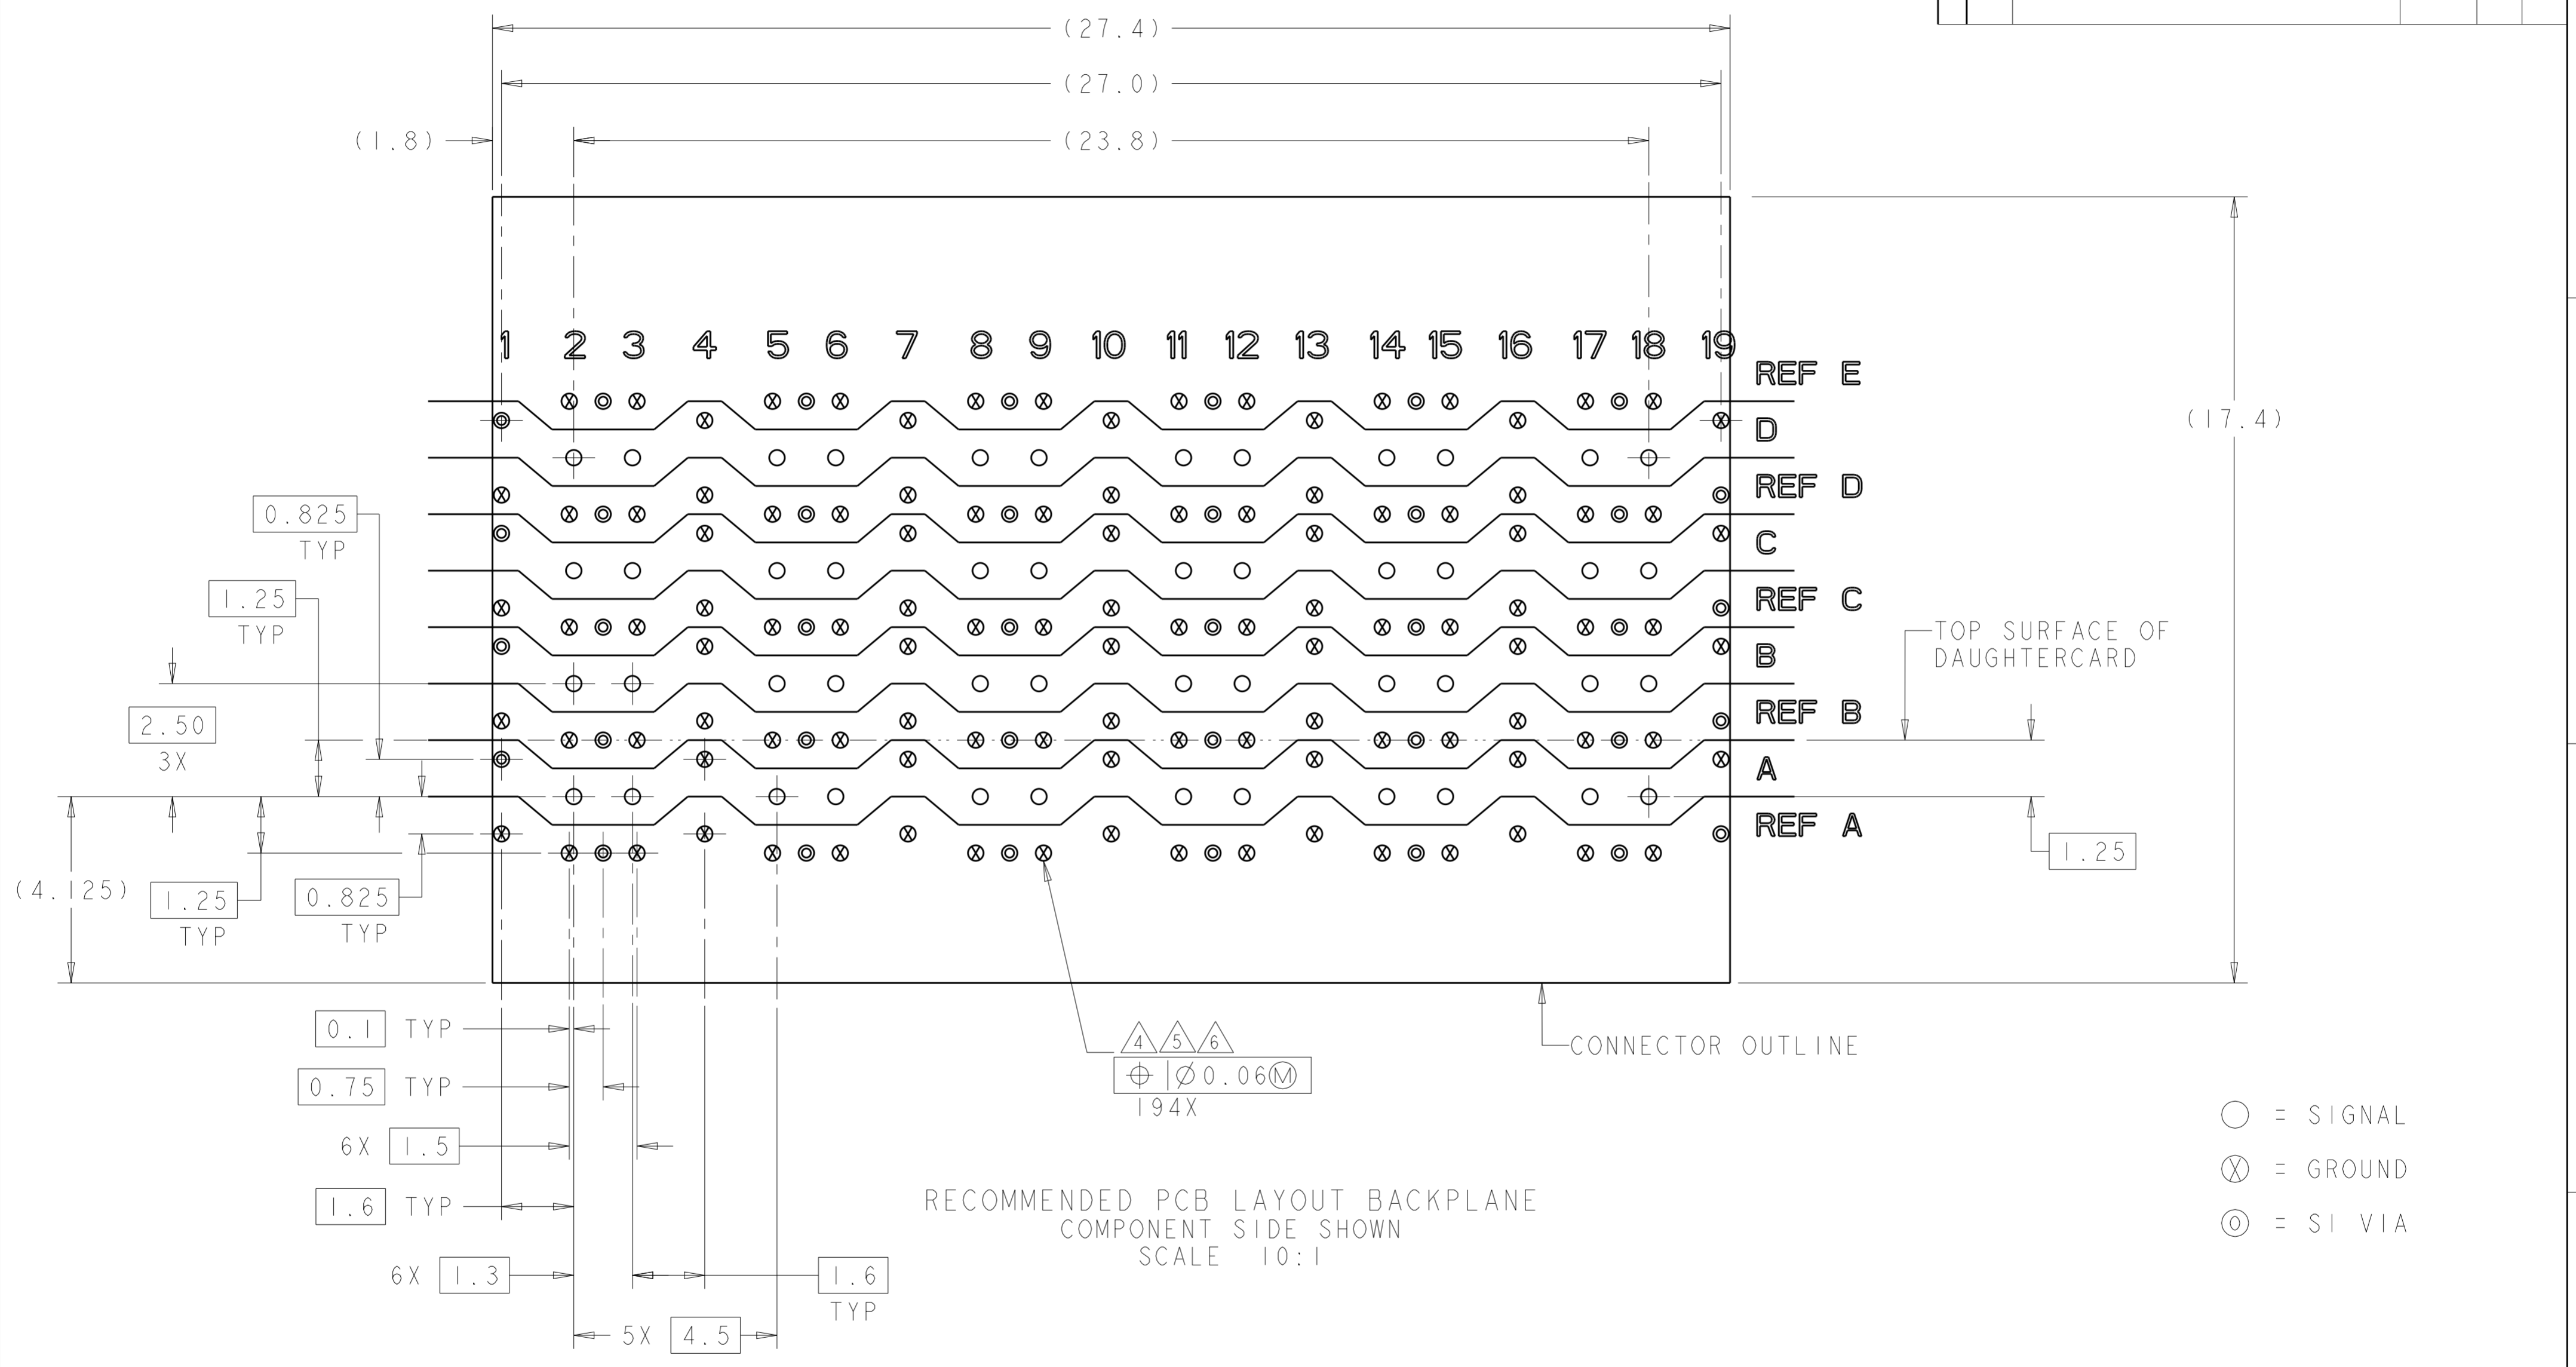 (27.4)
(27.0)
(1.8)
(23.8)
1 2 3 4 5 6 7 8 9 10 11 12 13 14 15 16 17 18 19
REF E
(17.4)
D
REF D
0.825
TYP
C
1.25
TYP
REF C
TOP SURFACE OF
DAUGHTERCARD
B
2.50
3X
REF B
A
REF A
1.25
(4.125)
1.25
TYP
0.825
TYP
0.1 TYP
4 5 6
CONNECTOR OUTLINE
⌖ Ø0.06Ⓜ
194X
0.75 TYP
6X 1.5
1.6 TYP
6X 1.3
1.6
TYP
5X 4.5
RECOMMENDED PCB LAYOUT BACKPLANE
COMPONENT SIDE SHOWN
SCALE 10:1
= SIGNAL
= GROUND
= SI VIA